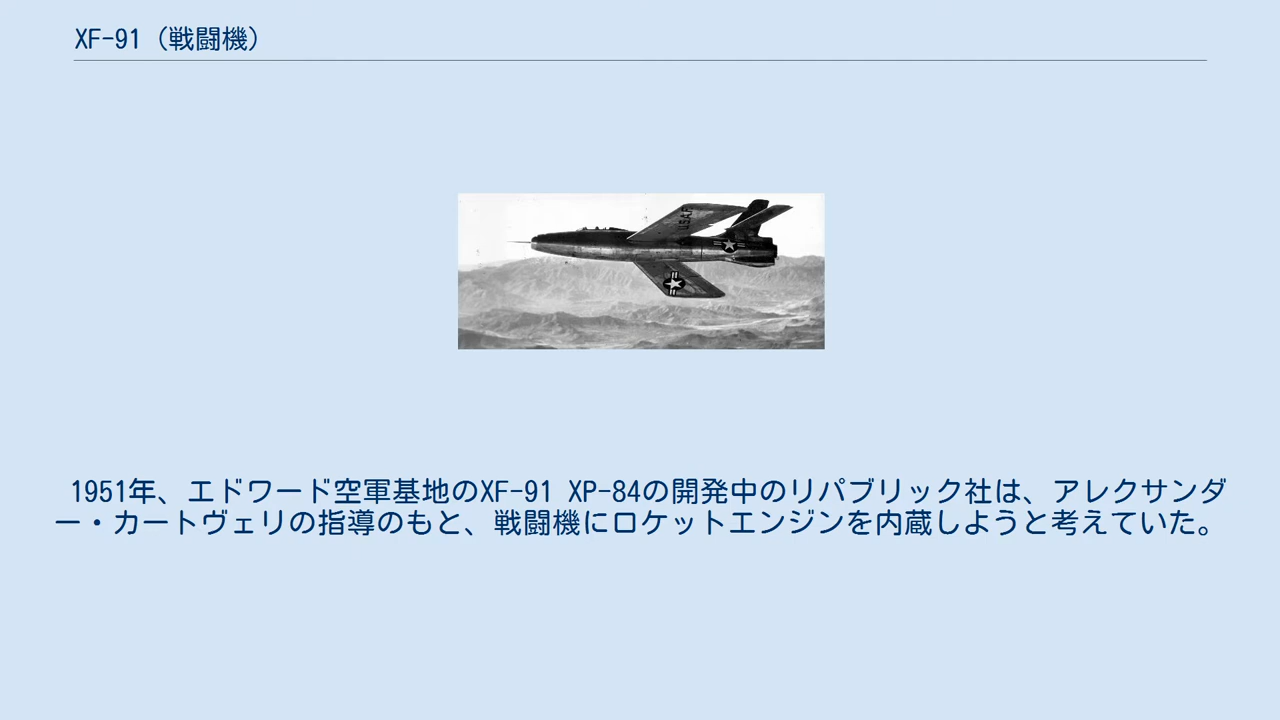 XF-91（戦闘機）
USAF
1951年、エドワード空軍基地のXF-91 XP-84の開発中のリパブリック社は、アレクサンダ
ー・カートヴェリの指導のもと、戦闘機にロケットエンジンを内蔵しようと考えていた。